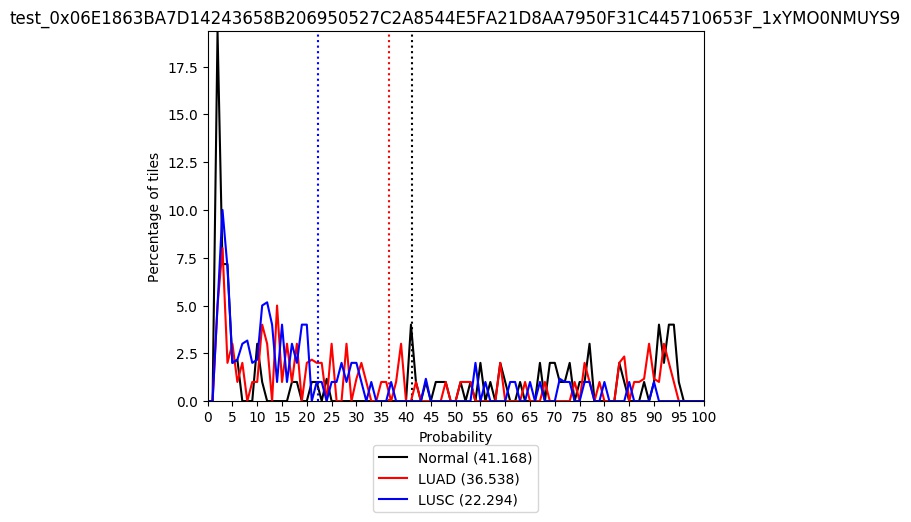 test_0x06E1863BA7D14243658B206950527C2A8544E5FA21D8AA7950F31C445710653F_1xYMO0NMUYS9
17.5
15.0
12.5
10.0
7.5
5.0
2.5
0.0
Percentage of tiles
0 5 10 15 20 25 30 35 40 45 50 55 60 65 70 75 80 85 90 95 100
Probability
Normal (41.168)
LUAD (36.538)
LUSC (22.294)